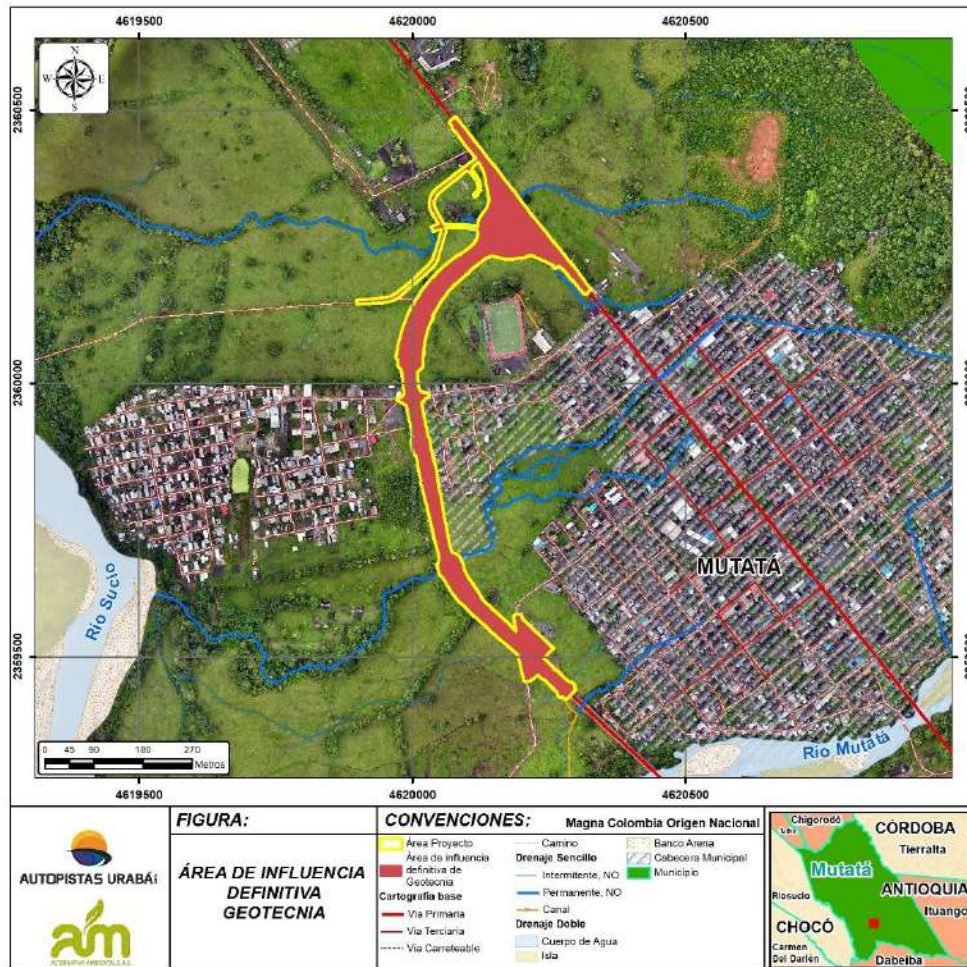 4619500
4620000
4620500
N
W
E
S
2360500
2360000
2359500
MUTATÁ
Río Sucio
Río Mutatá
0 45 90 180 270
Metros
4619500
4620000
4620500
AUTOPISTAS URABÁ
am
FIGURA:
ÁREA DE INFLUENCIA
DEFINITIVA
GEOTECNIA
CONVENCIONES:
Magna Colombia Origen Nacional
Área Proyecto
Área de influencia
definitiva de
Geotecnia
Cartografía base
Vía Primaria
Vía Terciaria
Vía Carreteable
Camino
Drenaje Sencillo
Intermitente, NO
Permanente, NO
Canal
Drenaje Doble
Cuerpo de Agua
Isla
Banco Arena
Cabecera Municipal
Municipio
Chigorodó
CÓRDOBA
Tierralta
Mutatá
ANTIOQUIA
Ituango
Riosucio
CHOCÓ
Carmen
Del Darién
Dabeiba